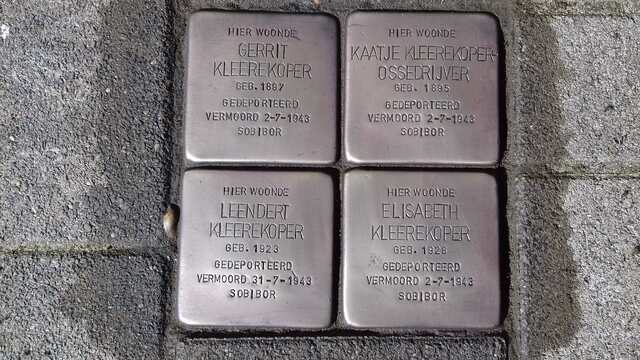 HIER WOONDE
GERRIT
KLEEREKOPER
GEB. 1897
GEDEPORTEERD
VERMOORD 2-7-1943
SOBIBOR
HIER WOONDE
KAATJE KLEEREKOPER-
OSSEDRIJVER
GEB. 1895
GEDEPORTEERD
VERMOORD 2-7-1943
SOBIBOR
HIER WOONDE
LEENDERT
KLEEREKOPER
GEB. 1923
GEDEPORTEERD
VERMOORD 31-7-1943
SOBIBOR
HIER WOONDE
ELISABETH
KLEEREKOPER
GEB. 1928
GEDEPORTEERD
VERMOORD 2-7-1943
SOBIBOR